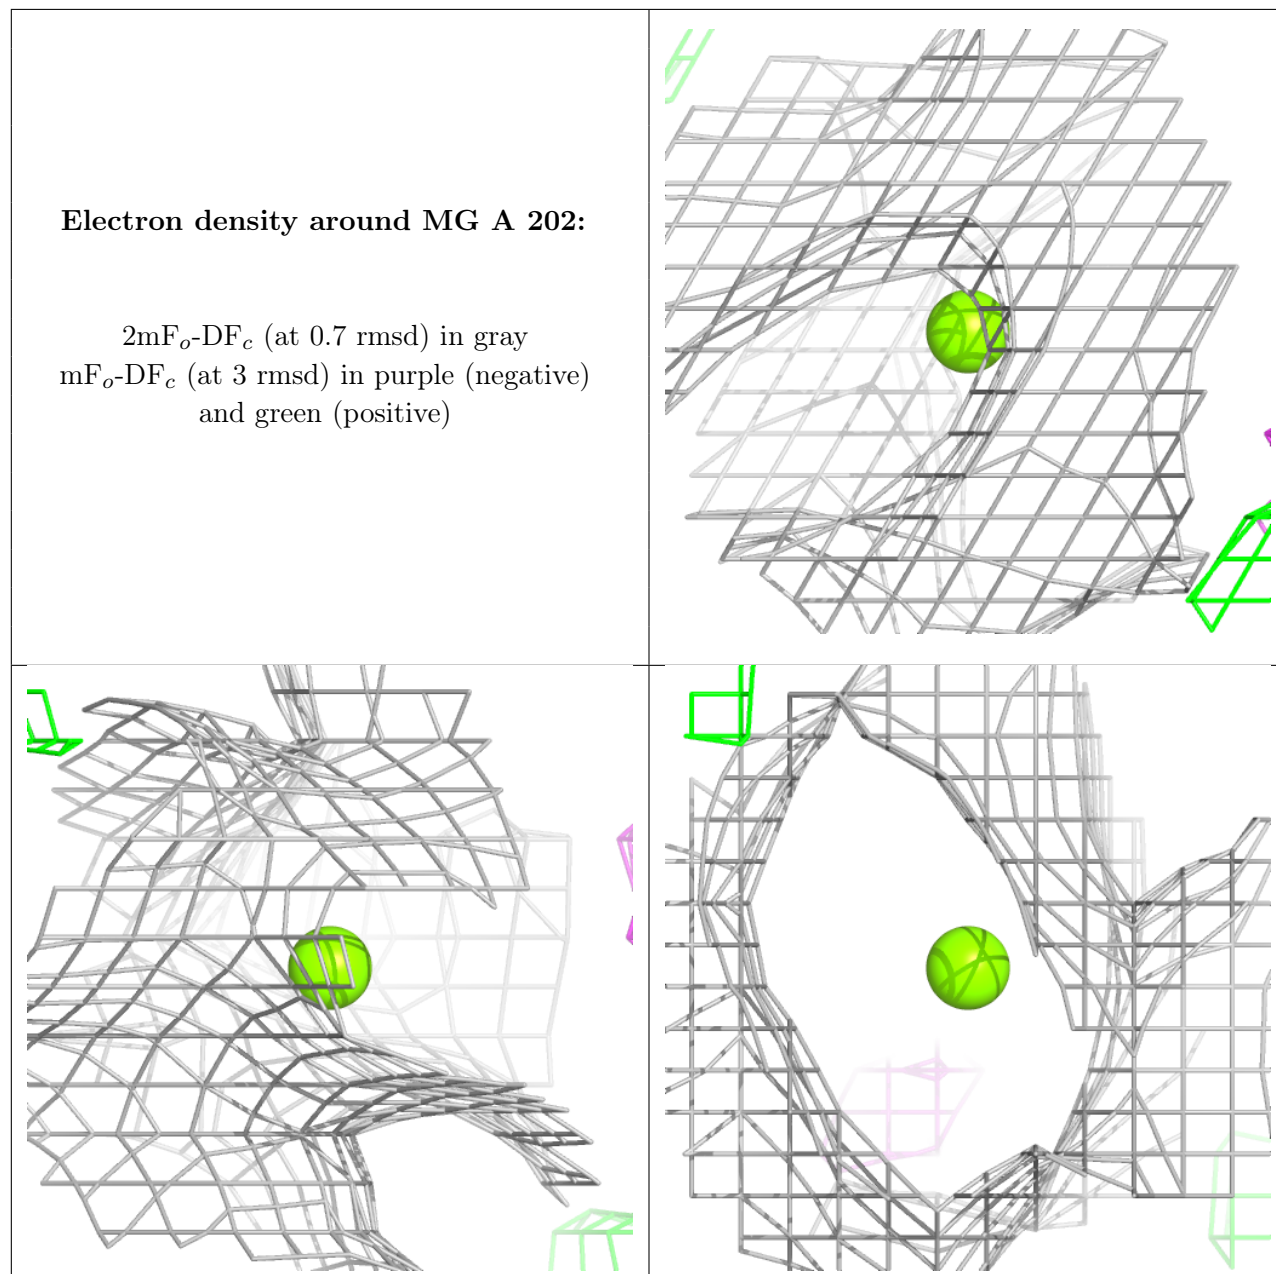 Electron density around MG A 202:
2mFo-DFc (at 0.7 rmsd) in gray
mFo-DFc (at 3 rmsd) in purple (negative)
and green (positive)